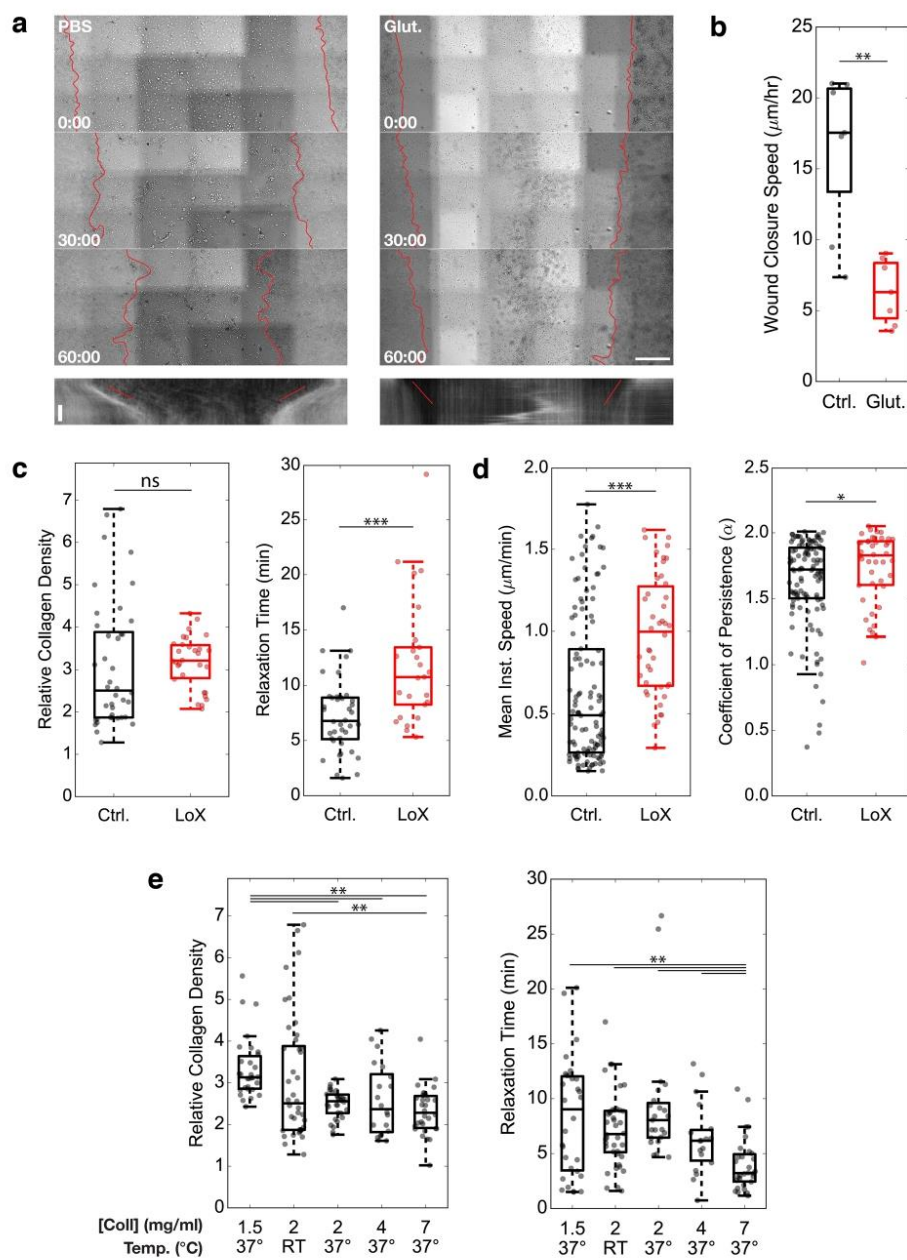 a
PBS
0:00
30:00
60:00
Glut.
0:00
30:00
60:00
b
Wound Closure Speed (μm/hr)
25
20
15
10
5
0
**
Ctrl. Glut.
c
Relative Collagen Density
7
6
5
4
3
2
1
0
ns
Ctrl. LoX
Relaxation Time (min)
30
25
20
15
10
5
0
***
Ctrl. LoX
d
Mean Inst. Speed (μm/min)
2.0
1.5
1.0
0.5
0.0
***
Ctrl. LoX
Coefficient of Persistence (α)
2.5
2.0
1.5
1.0
0.5
0.0
*
Ctrl. LoX
e
Relative Collagen Density
7
6
5
4
3
2
1
0
**
**
[Coll] (mg/ml) 1.5 2 2 4 7
Temp. (°C) 37° RT 37° 37° 37°
Relaxation Time (min)
30
25
20
15
10
5
0
**
1.5 2 2 4 7
37° RT 37° 37° 37°